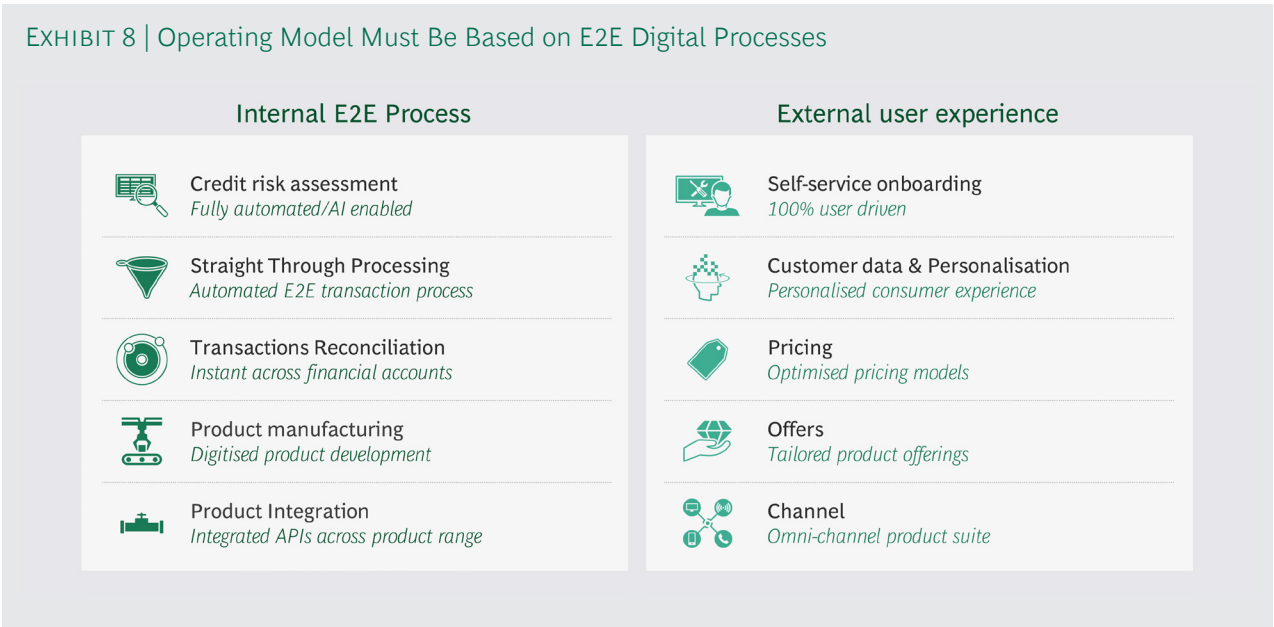 EXHIBIT 8 | Operating Model Must Be Based on E2E Digital Processes
Internal E2E Process
Credit risk assessment
Fully automated/AI enabled
Straight Through Processing
Automated E2E transaction process
Transactions Reconciliation
Instant across financial accounts
Product manufacturing
Digitised product development
Product Integration
Integrated APIs across product range
External user experience
Self-service onboarding
100% user driven
Customer data & Personalisation
Personalised consumer experience
Pricing
Optimised pricing models
Offers
Tailored product offerings
Channel
Omni-channel product suite